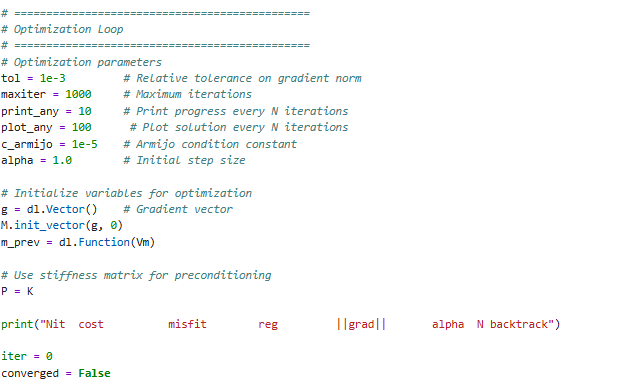 # ==============================================
# Optimization Loop
# ==============================================
# Optimization parameters
tol = 1e-3         # Relative tolerance on gradient norm
maxiter = 1000     # Maximum iterations
print_any = 10     # Print progress every N iterations
plot_any = 100      # Plot solution every N iterations
c_armijo = 1e-5    # Armijo condition constant
alpha = 1.0        # Initial step size
# Initialize variables for optimization
g = dl.Vector()    # Gradient vector
M.init_vector(g, 0)
m_prev = dl.Function(Vm)
# Use stiffness matrix for preconditioning
P = K
print("Nit  cost          misfit        reg         ||grad||       alpha  N backtrack")
iter = 0
converged = False